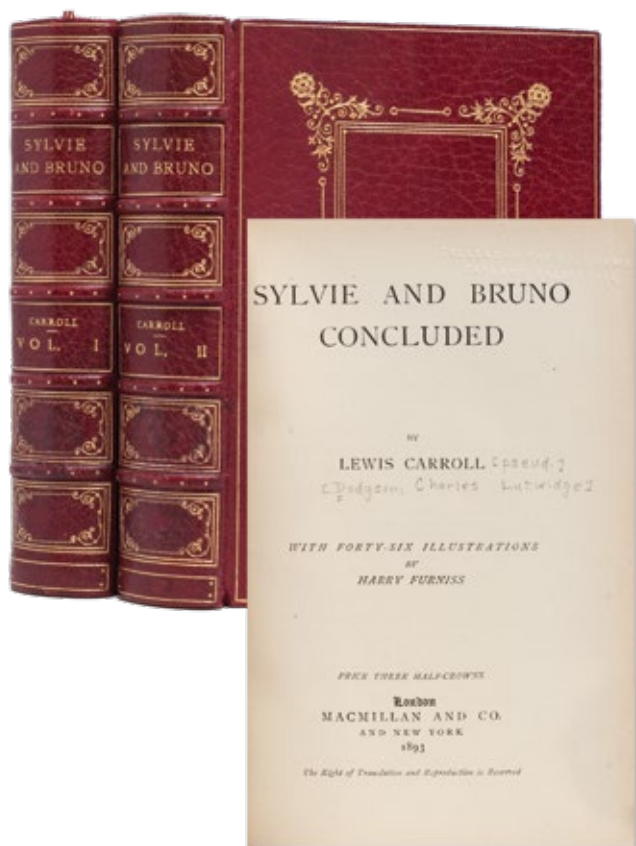 SYLVIE
AND BRUNO
CARROLL
VOL. I
SYLVIE
AND BRUNO
CARROLL
VOL. II
SYLVIE AND BRUNO
CONCLUDED
BY
LEWIS CARROLL [pseud.]
[Dodgson, Charles Lutwidge]
WITH FORTY-SIX ILLUSTRATIONS
BY
HARRY FURNISS
PRICE THREE HALF-CROWNS
London
MACMILLAN AND CO.
AND NEW YORK
1893
The Right of Translation and Reproduction is Reserved